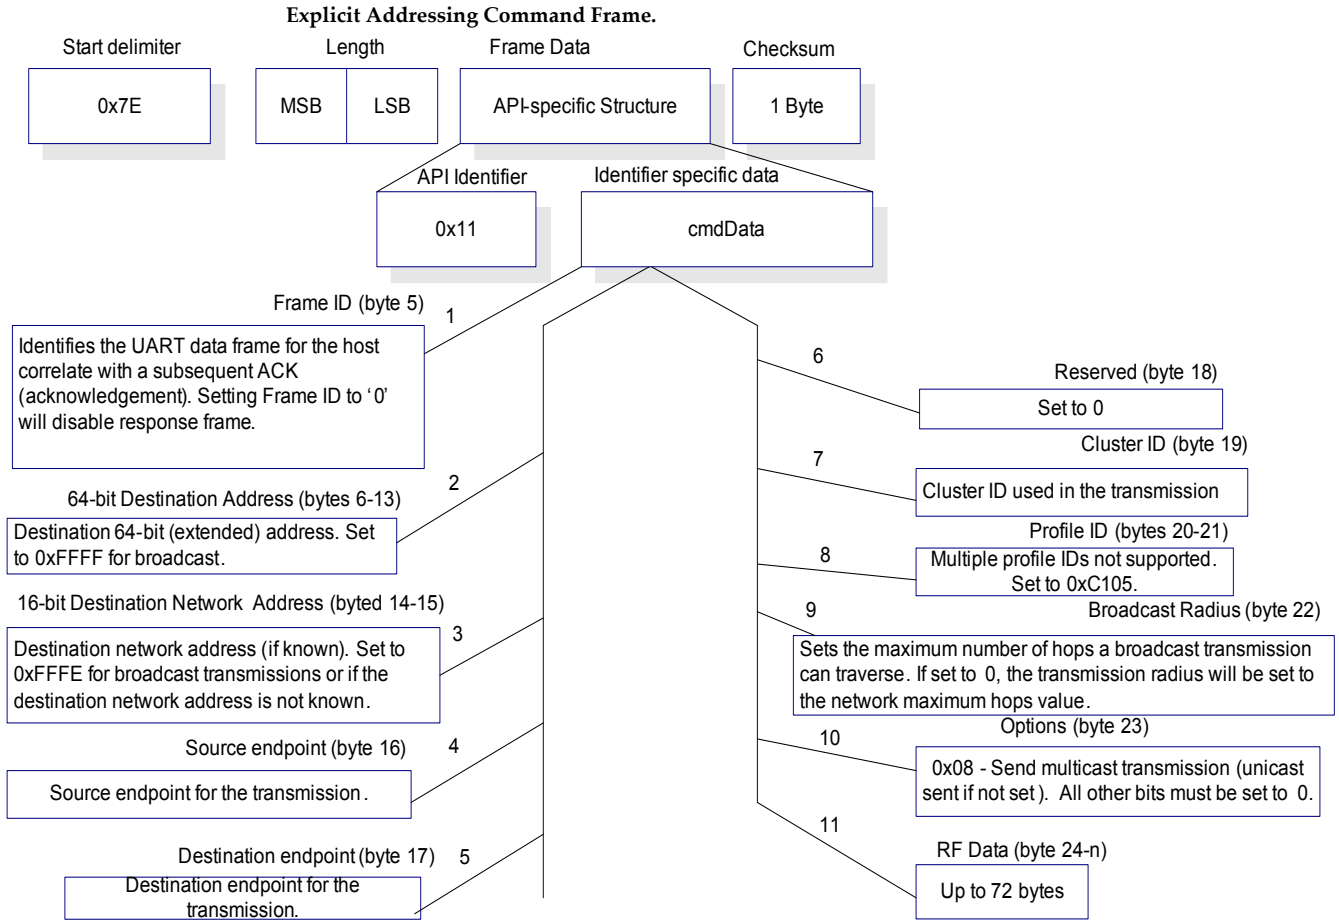 Explicit Addressing Command Frame.
Start delimiter
Length
Frame Data
Checksum
0x7E
MSB
LSB
API-specific Structure
1 Byte
API Identifier
Identifier specific data
0x11
cmdData
Frame ID (byte 5)
1
Identifies the UART data frame for the host
correlate with a subsequent ACK
(acknowledgement). Setting Frame ID to ‘0’
will disable response frame.
64-bit Destination Address (bytes 6-13)
2
Destination 64-bit (extended) address. Set
to 0xFFFF for broadcast.
16-bit Destination Network Address (byted 14-15)
3
Destination network address (if known). Set to
0xFFFE for broadcast transmissions or if the
destination network address is not known.
Source endpoint (byte 16)
4
Source endpoint for the transmission.
Destination endpoint (byte 17)
5
Destination endpoint for the
transmission.
6
Reserved (byte 18)
Set to 0
Cluster ID (byte 19)
7
Cluster ID used in the transmission
Profile ID (bytes 20-21)
8
Multiple profile IDs not supported.
Set to 0xC105.
9
Broadcast Radius (byte 22)
Sets the maximum number of hops a broadcast transmission
can traverse. If set to 0, the transmission radius will be set to
the network maximum hops value.
Options (byte 23)
10
0x08 - Send multicast transmission (unicast
sent if not set). All other bits must be set to 0.
11
RF Data (byte 24-n)
Up to 72 bytes